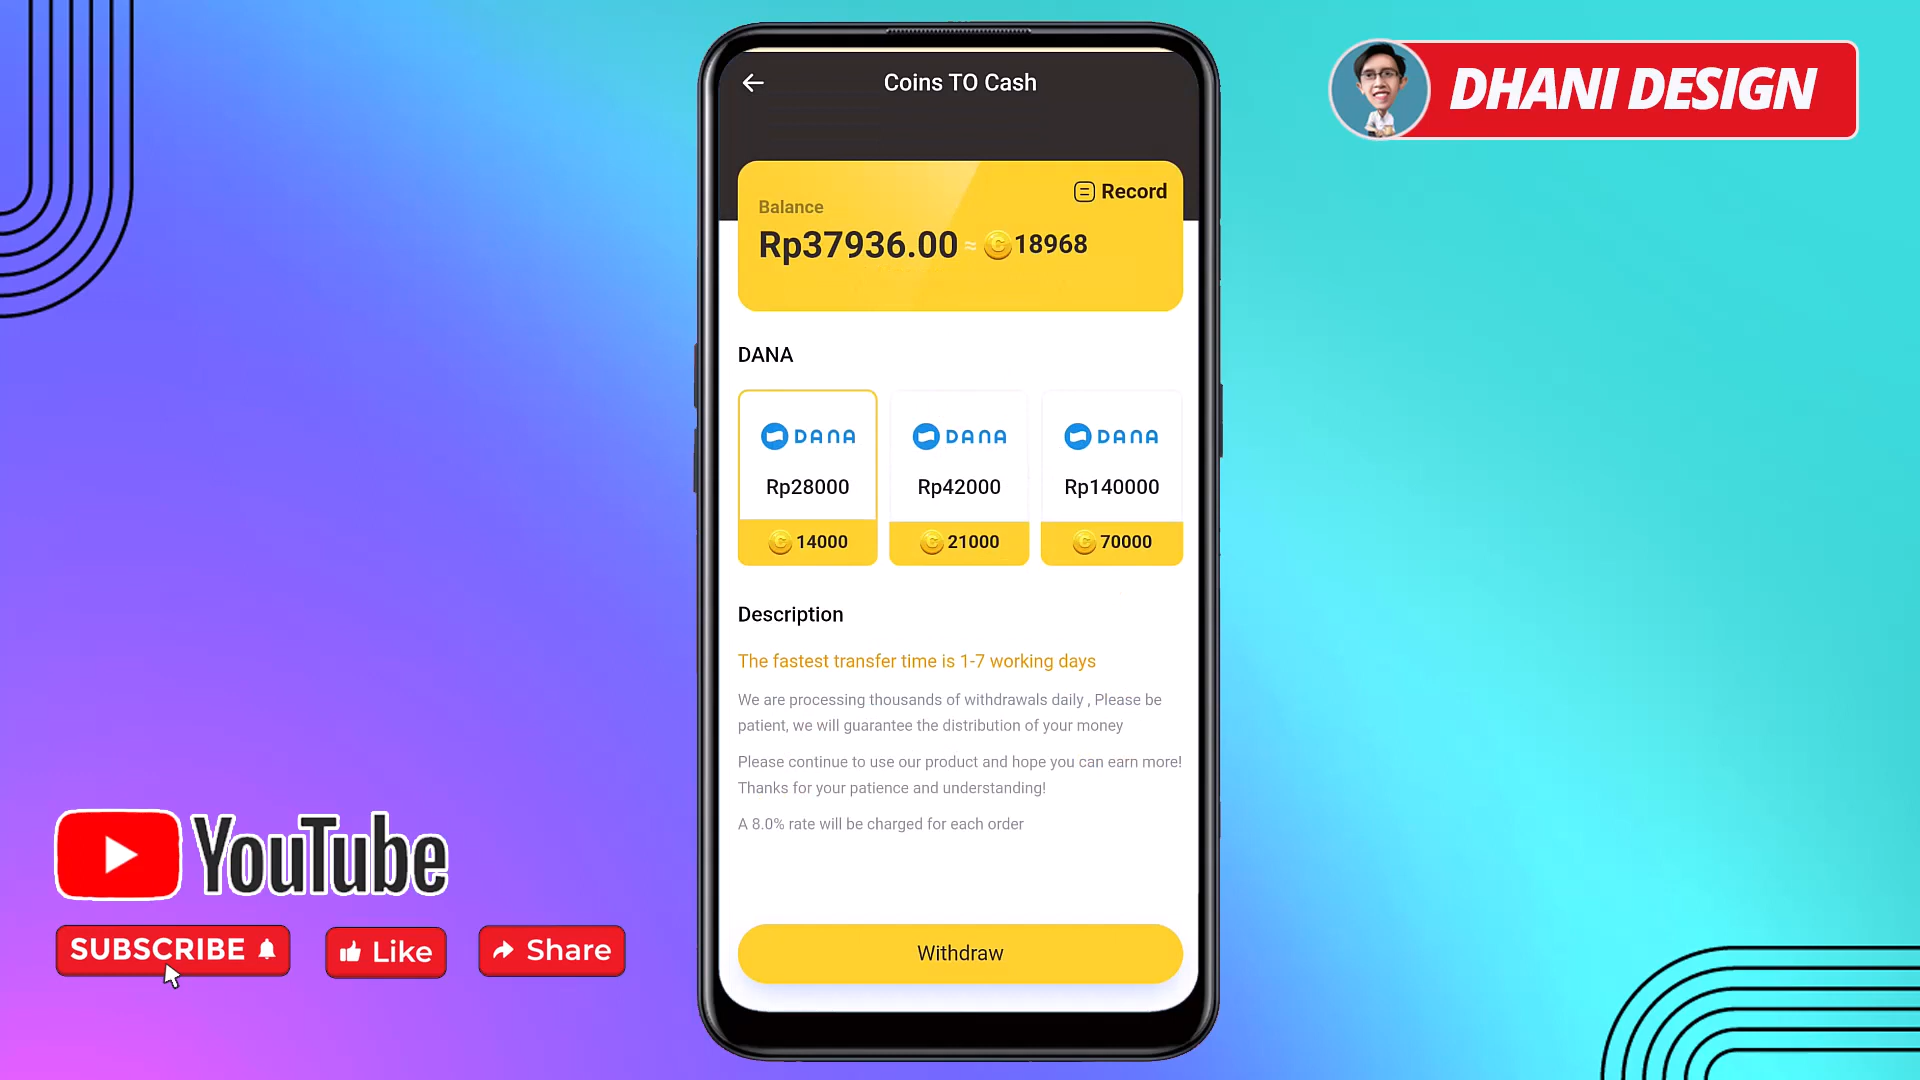 DHANI DESIGN
Coins TO Cash
Record
Balance
Rp37936.00 ≈ 18968
DANA
DANA DANA DANA
Rp28000 Rp42000 Rp140000
14000 21000 70000
Description
The fastest transfer time is 1-7 working days
We are processing thousands of withdrawals daily , Please be
patient, we will guarantee the distribution of your money
Please continue to use our product and hope you can earn more!
Thanks for your patience and understanding!
A 8.0% rate will be charged for each order
Withdraw
YouTube
SUBSCRIBE Like Share